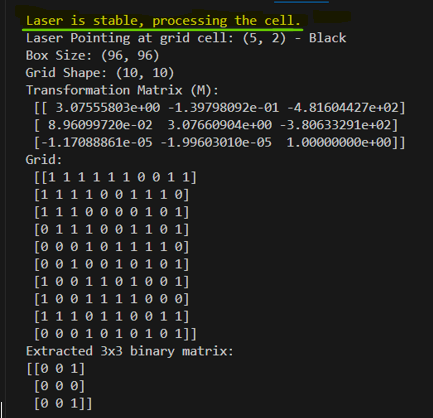 Laser is stable, processing the cell.
Laser Pointing at grid cell: (5, 2) - Black
Box Size: (96, 96)
Grid Shape: (10, 10)
Transformation Matrix (M):
[[ 3.07555803e+00 -1.39798092e-01 -4.81604427e+02]
[ 8.96099720e-02 3.07660904e+00 -3.80633291e+02]
[-1.17088861e-05 -1.99603010e-05 1.00000000e+00]]
Grid:
[[1 1 1 1 1 1 0 0 1 1]
[1 1 1 1 0 0 1 1 1 0]
[1 1 1 0 0 0 0 1 0 1]
[0 1 1 1 0 0 1 1 0 1]
[0 0 0 1 0 1 1 1 1 0]
[0 0 1 0 0 1 0 1 0 1]
[1 0 0 1 1 0 1 0 0 1]
[1 0 0 1 1 1 1 0 0 0]
[1 1 1 0 1 1 0 0 1 1]
[0 0 0 1 0 1 0 1 0 1]]
Extracted 3x3 binary matrix:
[[0 0 1]
[0 0 0]
[0 0 1]]